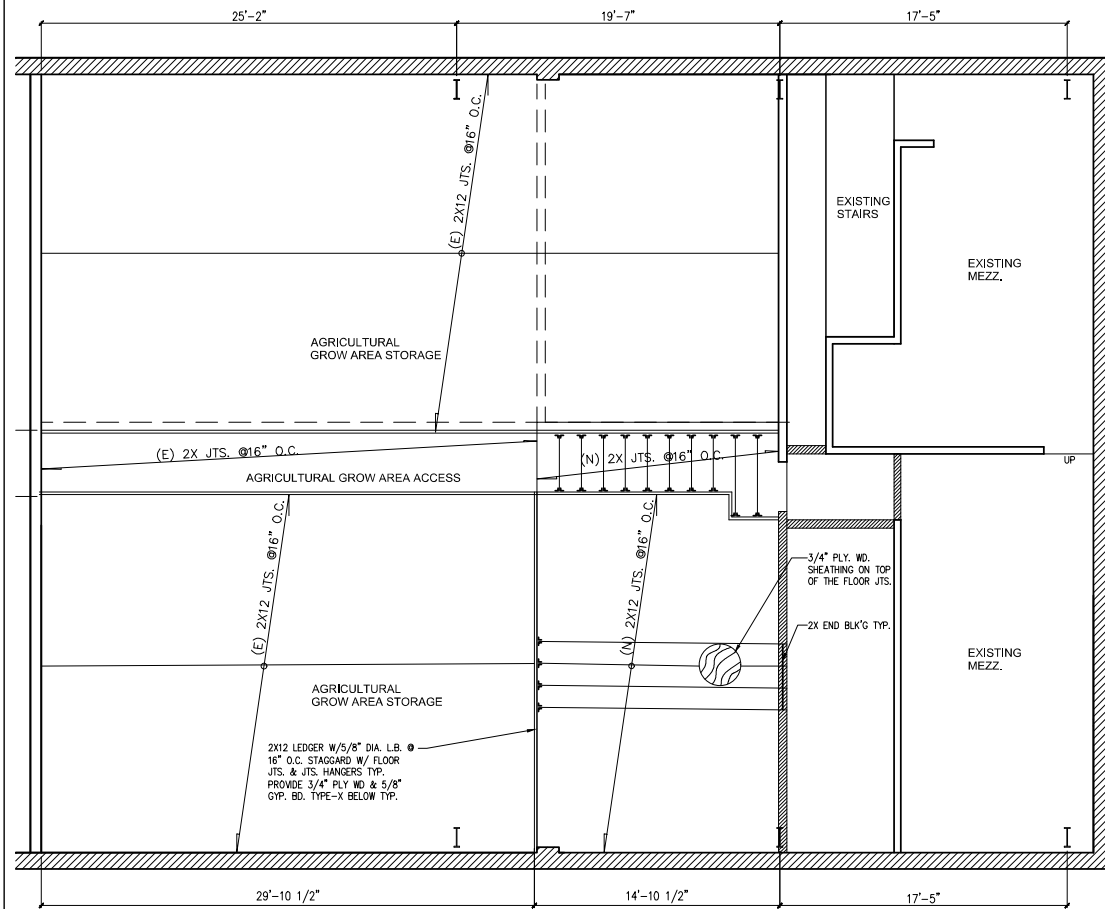 25'-2"
19'-7"
17'-5"
(E) 2X12 JTS. @16" O.C.
EXISTING
STAIRS
EXISTING
MEZZ.
AGRICULTURAL
GROW AREA STORAGE
(E) 2X JTS. @16" O.C.
(N) 2X JTS. @16" O.C.
AGRICULTURAL GROW AREA ACCESS
UP
(E) 2X12 JTS. @16" O.C.
(N) 2X12 JTS. @16" O.C.
3/4" PLY. WD.
SHEATHING ON TOP
OF THE FLOOR JTS.
2X END BLK'G TYP.
EXISTING
MEZZ.
AGRICULTURAL
GROW AREA STORAGE
2X12 LEDGER W/5/8" DIA. L.B. @
16" O.C. STAGGARD W/ FLOOR
JTS. & JTS. HANGERS TYP.
PROVIDE 3/4" PLY WD & 5/8"
GYP. BD. TYPE-X BELOW TYP.
29'-10 1/2"
14'-10 1/2"
17'-5"